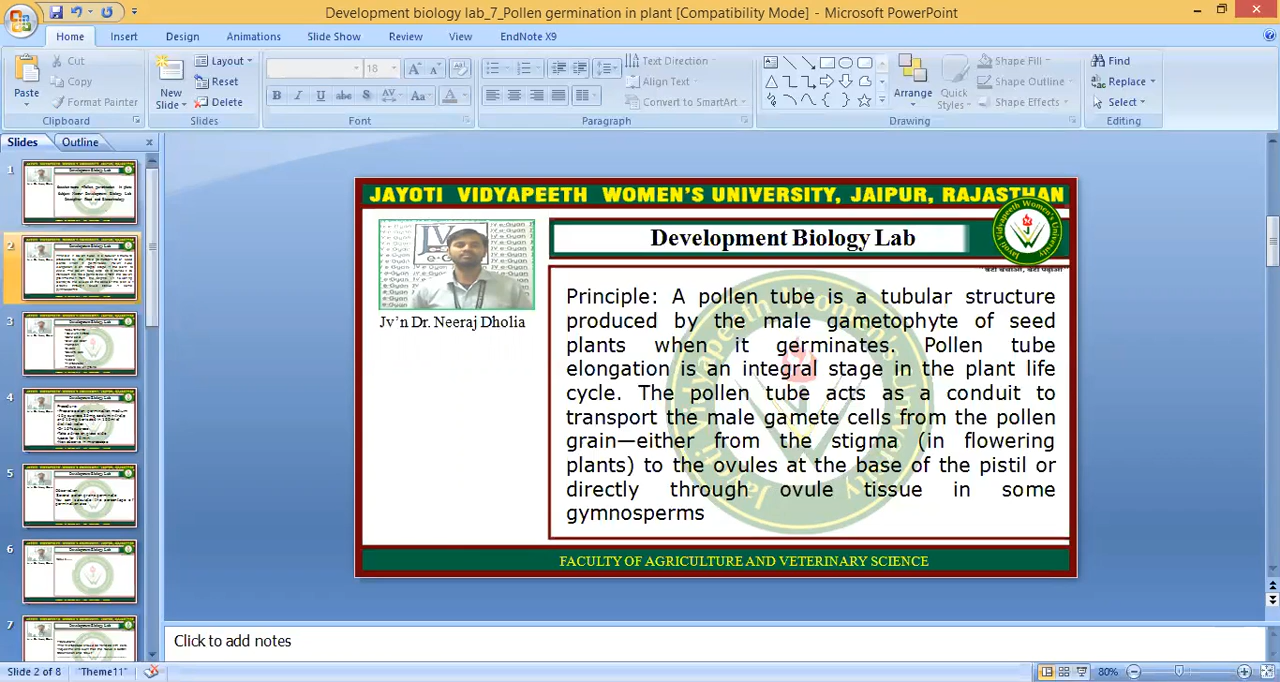 Development biology lab_7_Pollen germination in plant [Compatibility Mode] - Microsoft PowerPoint
Home Insert Design Animations Slide Show Review View EndNote X9
Paste Cut Copy Format Painter Clipboard
New Slide Layout Reset Delete Slides
18 Font
Text Direction Align Text Convert to SmartArt Paragraph
Arrange Quick Styles Shape Fill Shape Outline Shape Effects Drawing
Find Replace Select Editing
Slides Outline
1
2
3
4
5
6
7
JAYOTI VIDYAPEETH WOMEN'S UNIVERSITY, JAIPUR, RAJASTHAN
Development Biology Lab
Jv'n Dr. Neeraj Dholia
Principle: A pollen tube is a tubular structure
produced by the male gametophyte of seed
plants when it germinates. Pollen tube
elongation is an integral stage in the plant life
cycle. The pollen tube acts as a conduit to
transport the male gamete cells from the pollen
grain—either from the stigma (in flowering
plants) to the ovules at the base of the pistil or
directly through ovule tissue in some
gymnosperms
FACULTY OF AGRICULTURE AND VETERINARY SCIENCE
Click to add notes
Slide 2 of 8 "Theme11" 80%